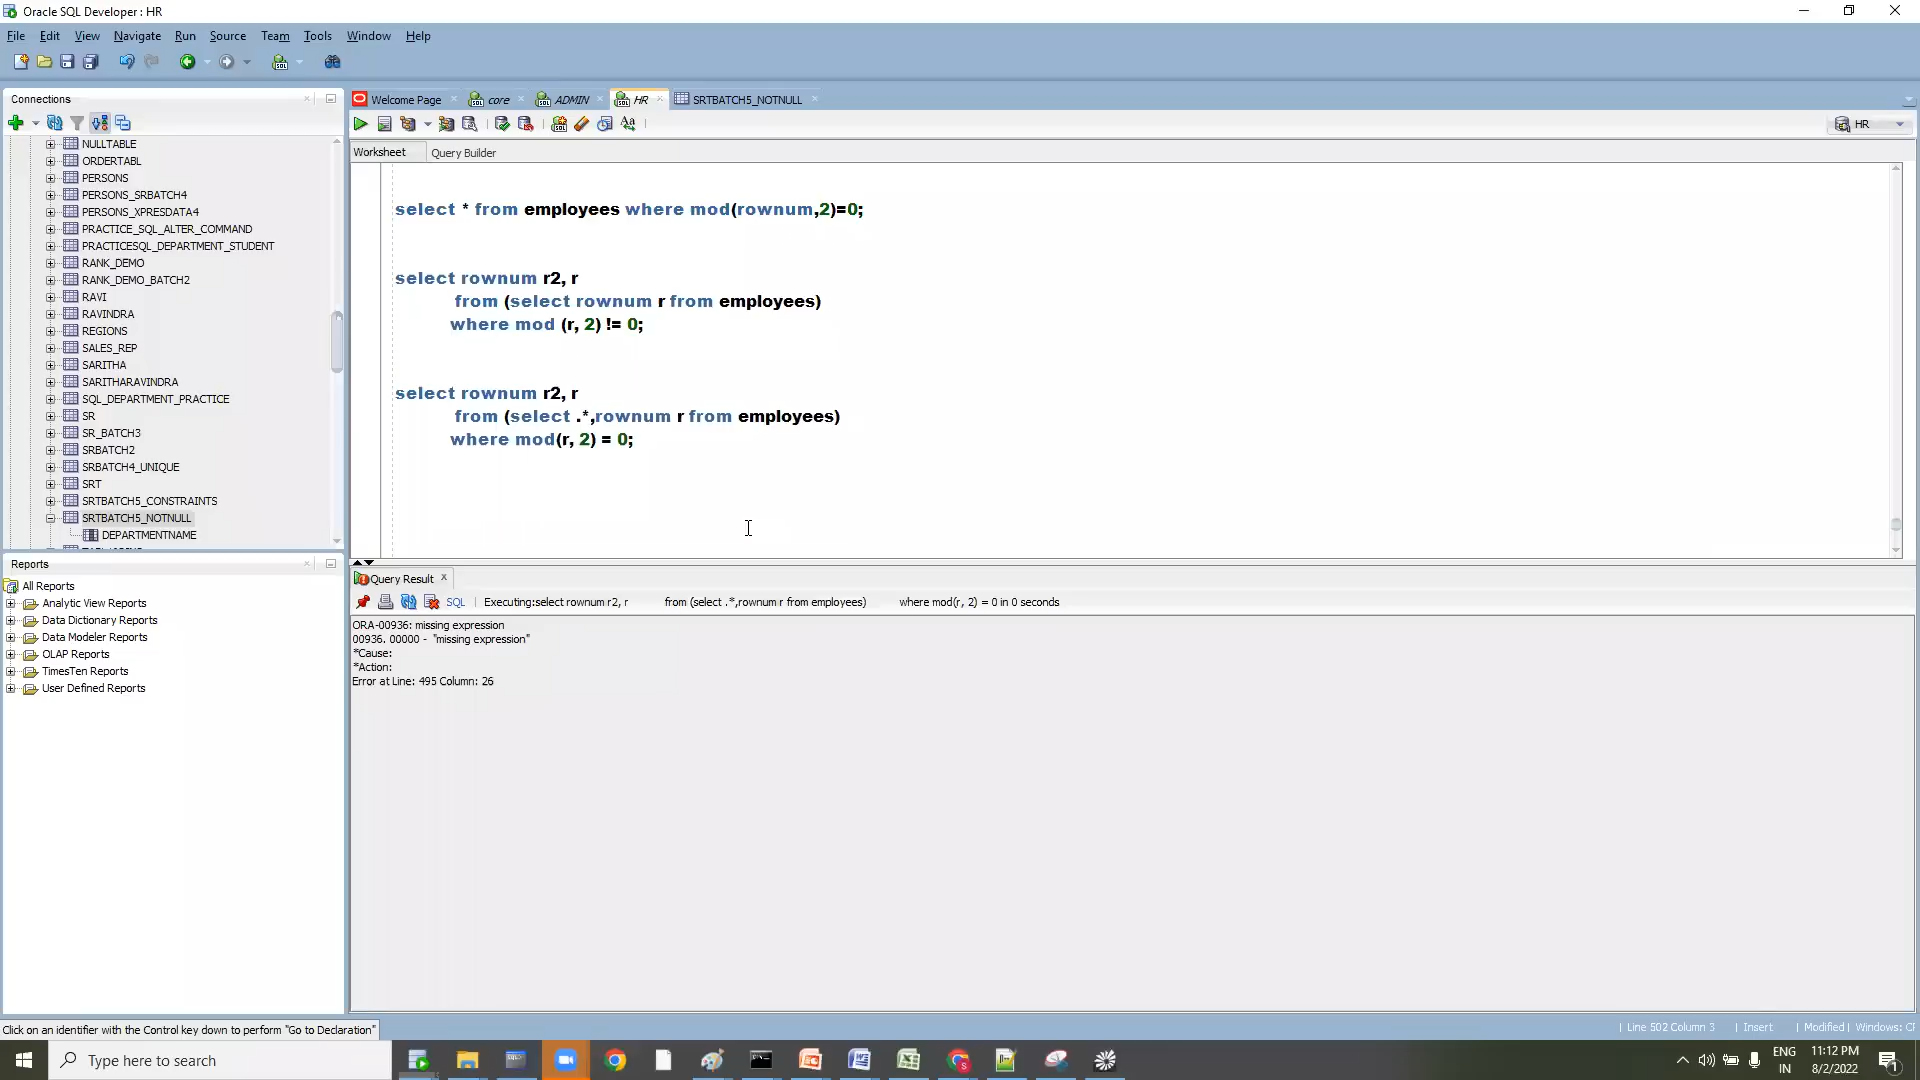 Oracle SQL Developer : HR
File Edit View Navigate Run Source Team Tools Window Help
Connections
Welcome Page core ADMIN HR SRTBATCH5_NOTNULL
HR
Worksheet Query Builder
NULLTABLE
ORDERTABL
PERSONS
PERSONS_SRBATCH4
PERSONS_XPRESDATA4
PRACTICE_SQL_ALTER_COMMAND
PRACTICESQL_DEPARTMENT_STUDENT
RANK_DEMO
RANK_DEMO_BATCH2
RAVI
RAVINDRA
REGIONS
SALES_REP
SARITHA
SARITHARAVINDRA
SQL_DEPARTMENT_PRACTICE
SR
SR_BATCH3
SRBATCH2
SRBATCH4_UNIQUE
SRT
SRTBATCH5_CONSTRAINTS
SRTBATCH5_NOTNULL
DEPARTMENTNAME
select * from employees where mod(rownum,2)=0;
select rownum r2, r
from (select rownum r from employees)
where mod (r, 2) != 0;
select rownum r2, r
from (select .*,rownum r from employees)
where mod(r, 2) = 0;
Reports
All Reports
Analytic View Reports
Data Dictionary Reports
Data Modeler Reports
OLAP Reports
TimesTen Reports
User Defined Reports
Query Result
SQL | Executing:select rownum r2, r from (select .*,rownum r from employees) where mod(r, 2) = 0 in 0 seconds
ORA-00936: missing expression
00936. 00000 - "missing expression"
*Cause:
*Action:
Error at Line: 495 Column: 26
Click on an identifier with the Control key down to perform "Go to Declaration"
| Line 502 Column 3 | Insert | Modified | Windows:
Type here to search
ENG
IN
11:12 PM
8/2/2022